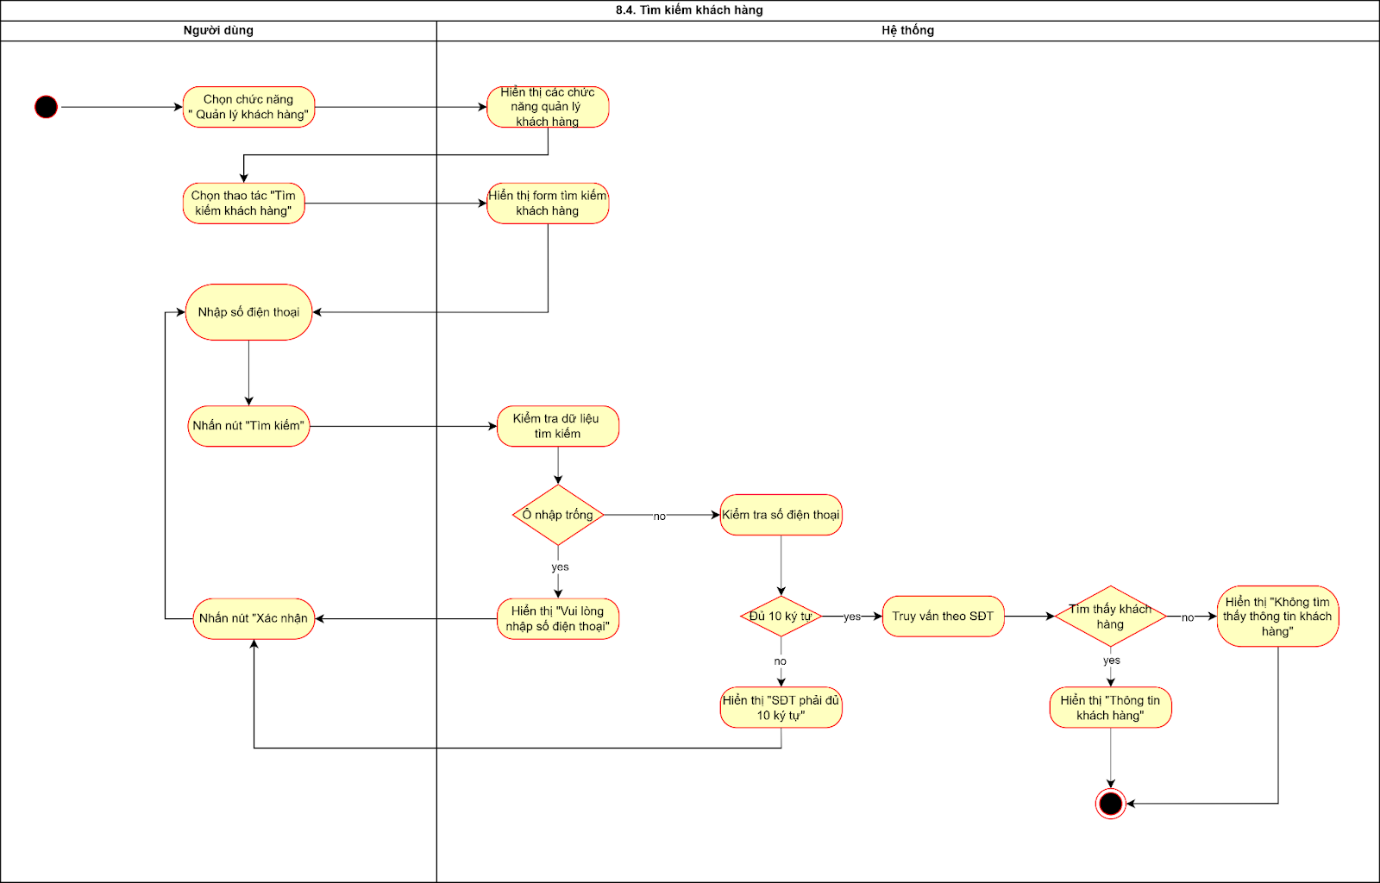 8.4. Tìm kiếm khách hàng
Người dùng
Hệ thống
Chọn chức năng
" Quản lý khách hàng"
Hiển thị các chức
năng quản lý
khách hàng
Chọn thao tác "Tìm
kiếm khách hàng"
Hiển thị form tìm kiếm
khách hàng
Nhập số điện thoại
Nhấn nút "Tìm kiếm"
Kiểm tra dữ liệu
tìm kiếm
Ô nhập trống
no
Kiểm tra số điện thoại
yes
Hiển thị "Vui lòng
nhập số điện thoại"
Nhấn nút "Xác nhận
Đủ 10 ký tự
yes
Truy vấn theo SĐT
Tìm thấy khách
hàng
no
Hiển thị "Không tìm
thấy thông tin khách
hàng"
no
yes
Hiển thị "SĐT phải đủ
10 ký tự"
Hiển thị "Thông tin
khách hàng"